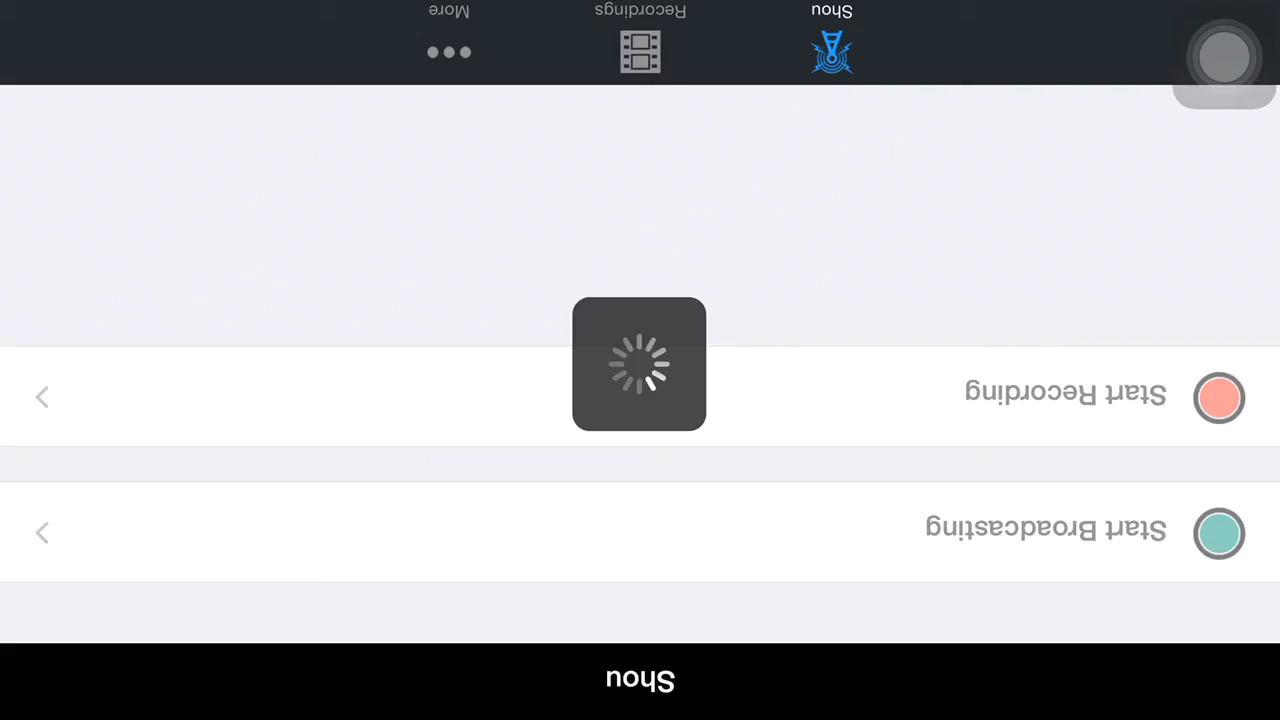 Shou
Start Broadcasting
Start Recording
Shou
Recordings
More